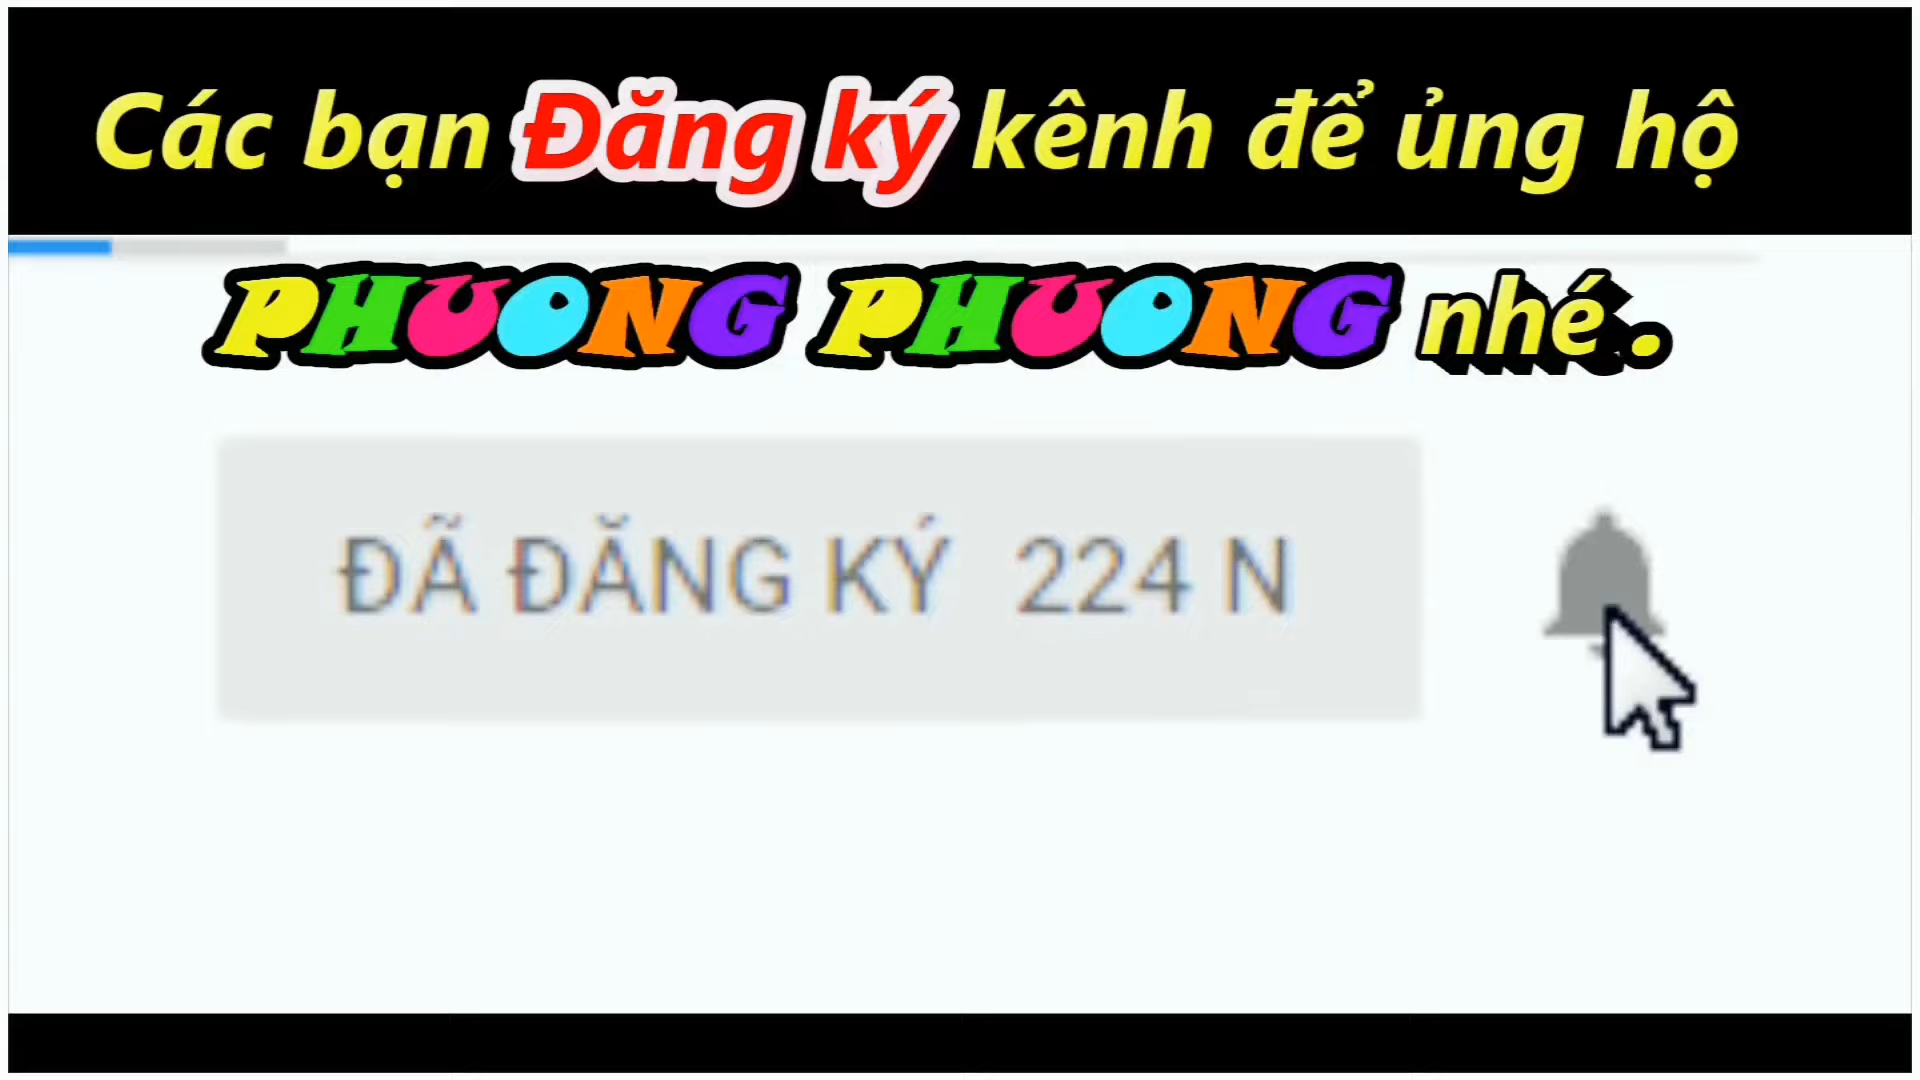 Các bạn Đăng ký kênh để ủng hộ
PHUONG PHUONG nhé.
ĐÃ ĐĂNG KÝ 224 N